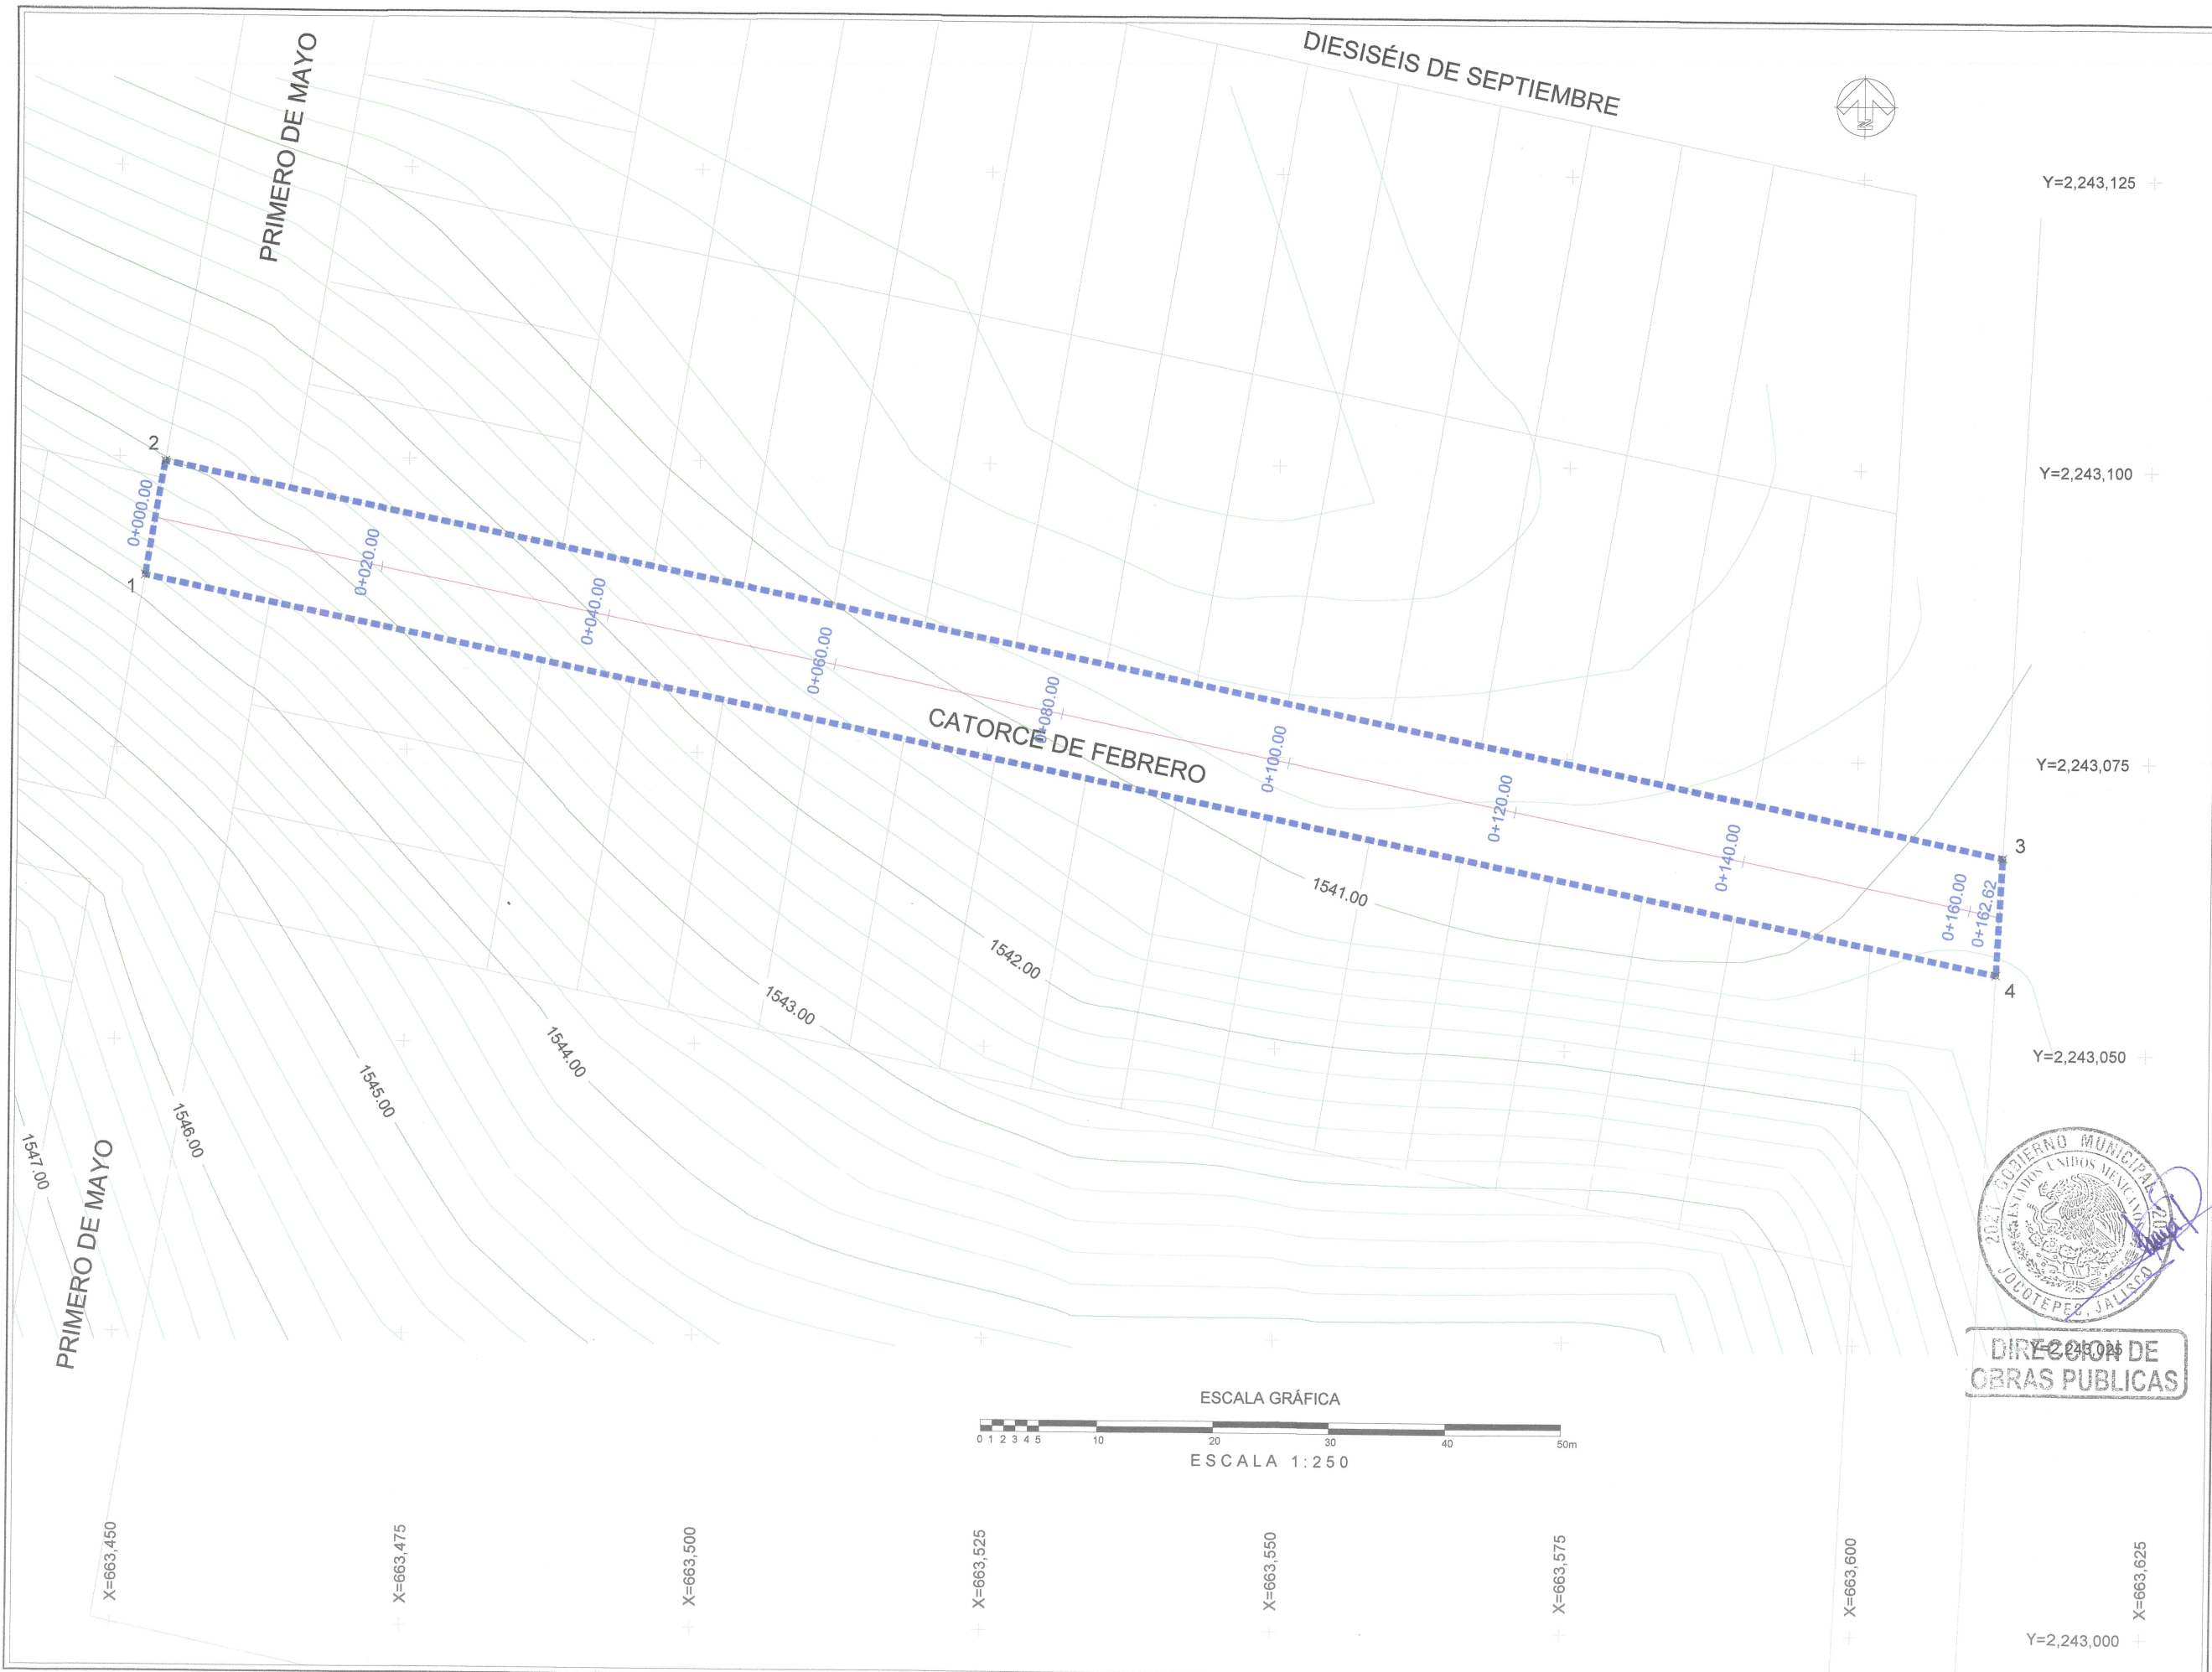 DIESISÉIS DE SEPTIEMBRE
PRIMERO DE MAYO
N
Y=2,243,125
2
Y=2,243,100
0+000.00
1
0+020.00
0+040.00
0+060.00
0+080.00
CATORCE DE FEBRERO
0+100.00
Y=2,243,075
0+120.00
0+140.00
3
0+160.00
0+162.62
4
1541.00
1542.00
1543.00
1544.00
1545.00
1546.00
1547.00
Y=2,243,050
PRIMERO DE MAYO
GOBIERNO MUNICIPAL
ESTADOS UNIDOS MEXICANOS
2021
JOCOTEPEC, JALISCO
Y=2,243,025
DIRECCION DE
OBRAS PUBLICAS
ESCALA GRÁFICA
0 1 2 3 4 5 10 20 30 40 50m
ESCALA 1:250
X=663,450
X=663,475
X=663,500
X=663,525
X=663,550
X=663,575
X=663,600
X=663,625
Y=2,243,000